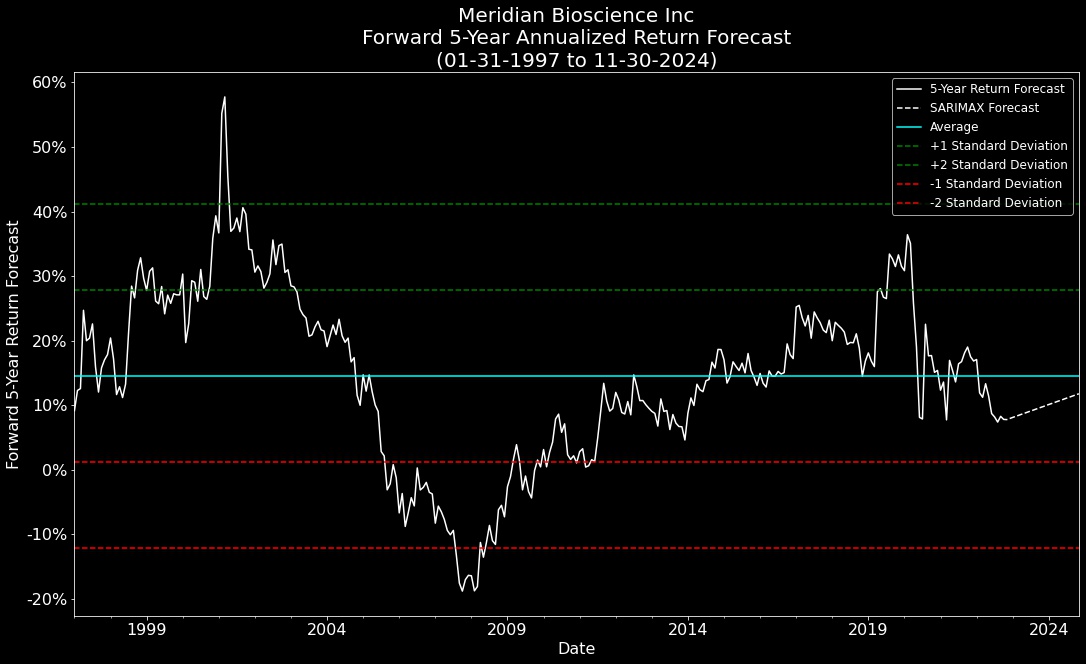 Meridian Bioscience Inc
Forward 5-Year Annualized Return Forecast
(01-31-1997 to 11-30-2024)
5-Year Return Forecast
SARIMAX Forecast
Average
+1 Standard Deviation
+2 Standard Deviation
-1 Standard Deviation
-2 Standard Deviation
Forward 5-Year Return Forecast
60%
50%
40%
30%
20%
10%
0%
-10%
-20%
1999
2004
2009
2014
2019
2024
Date